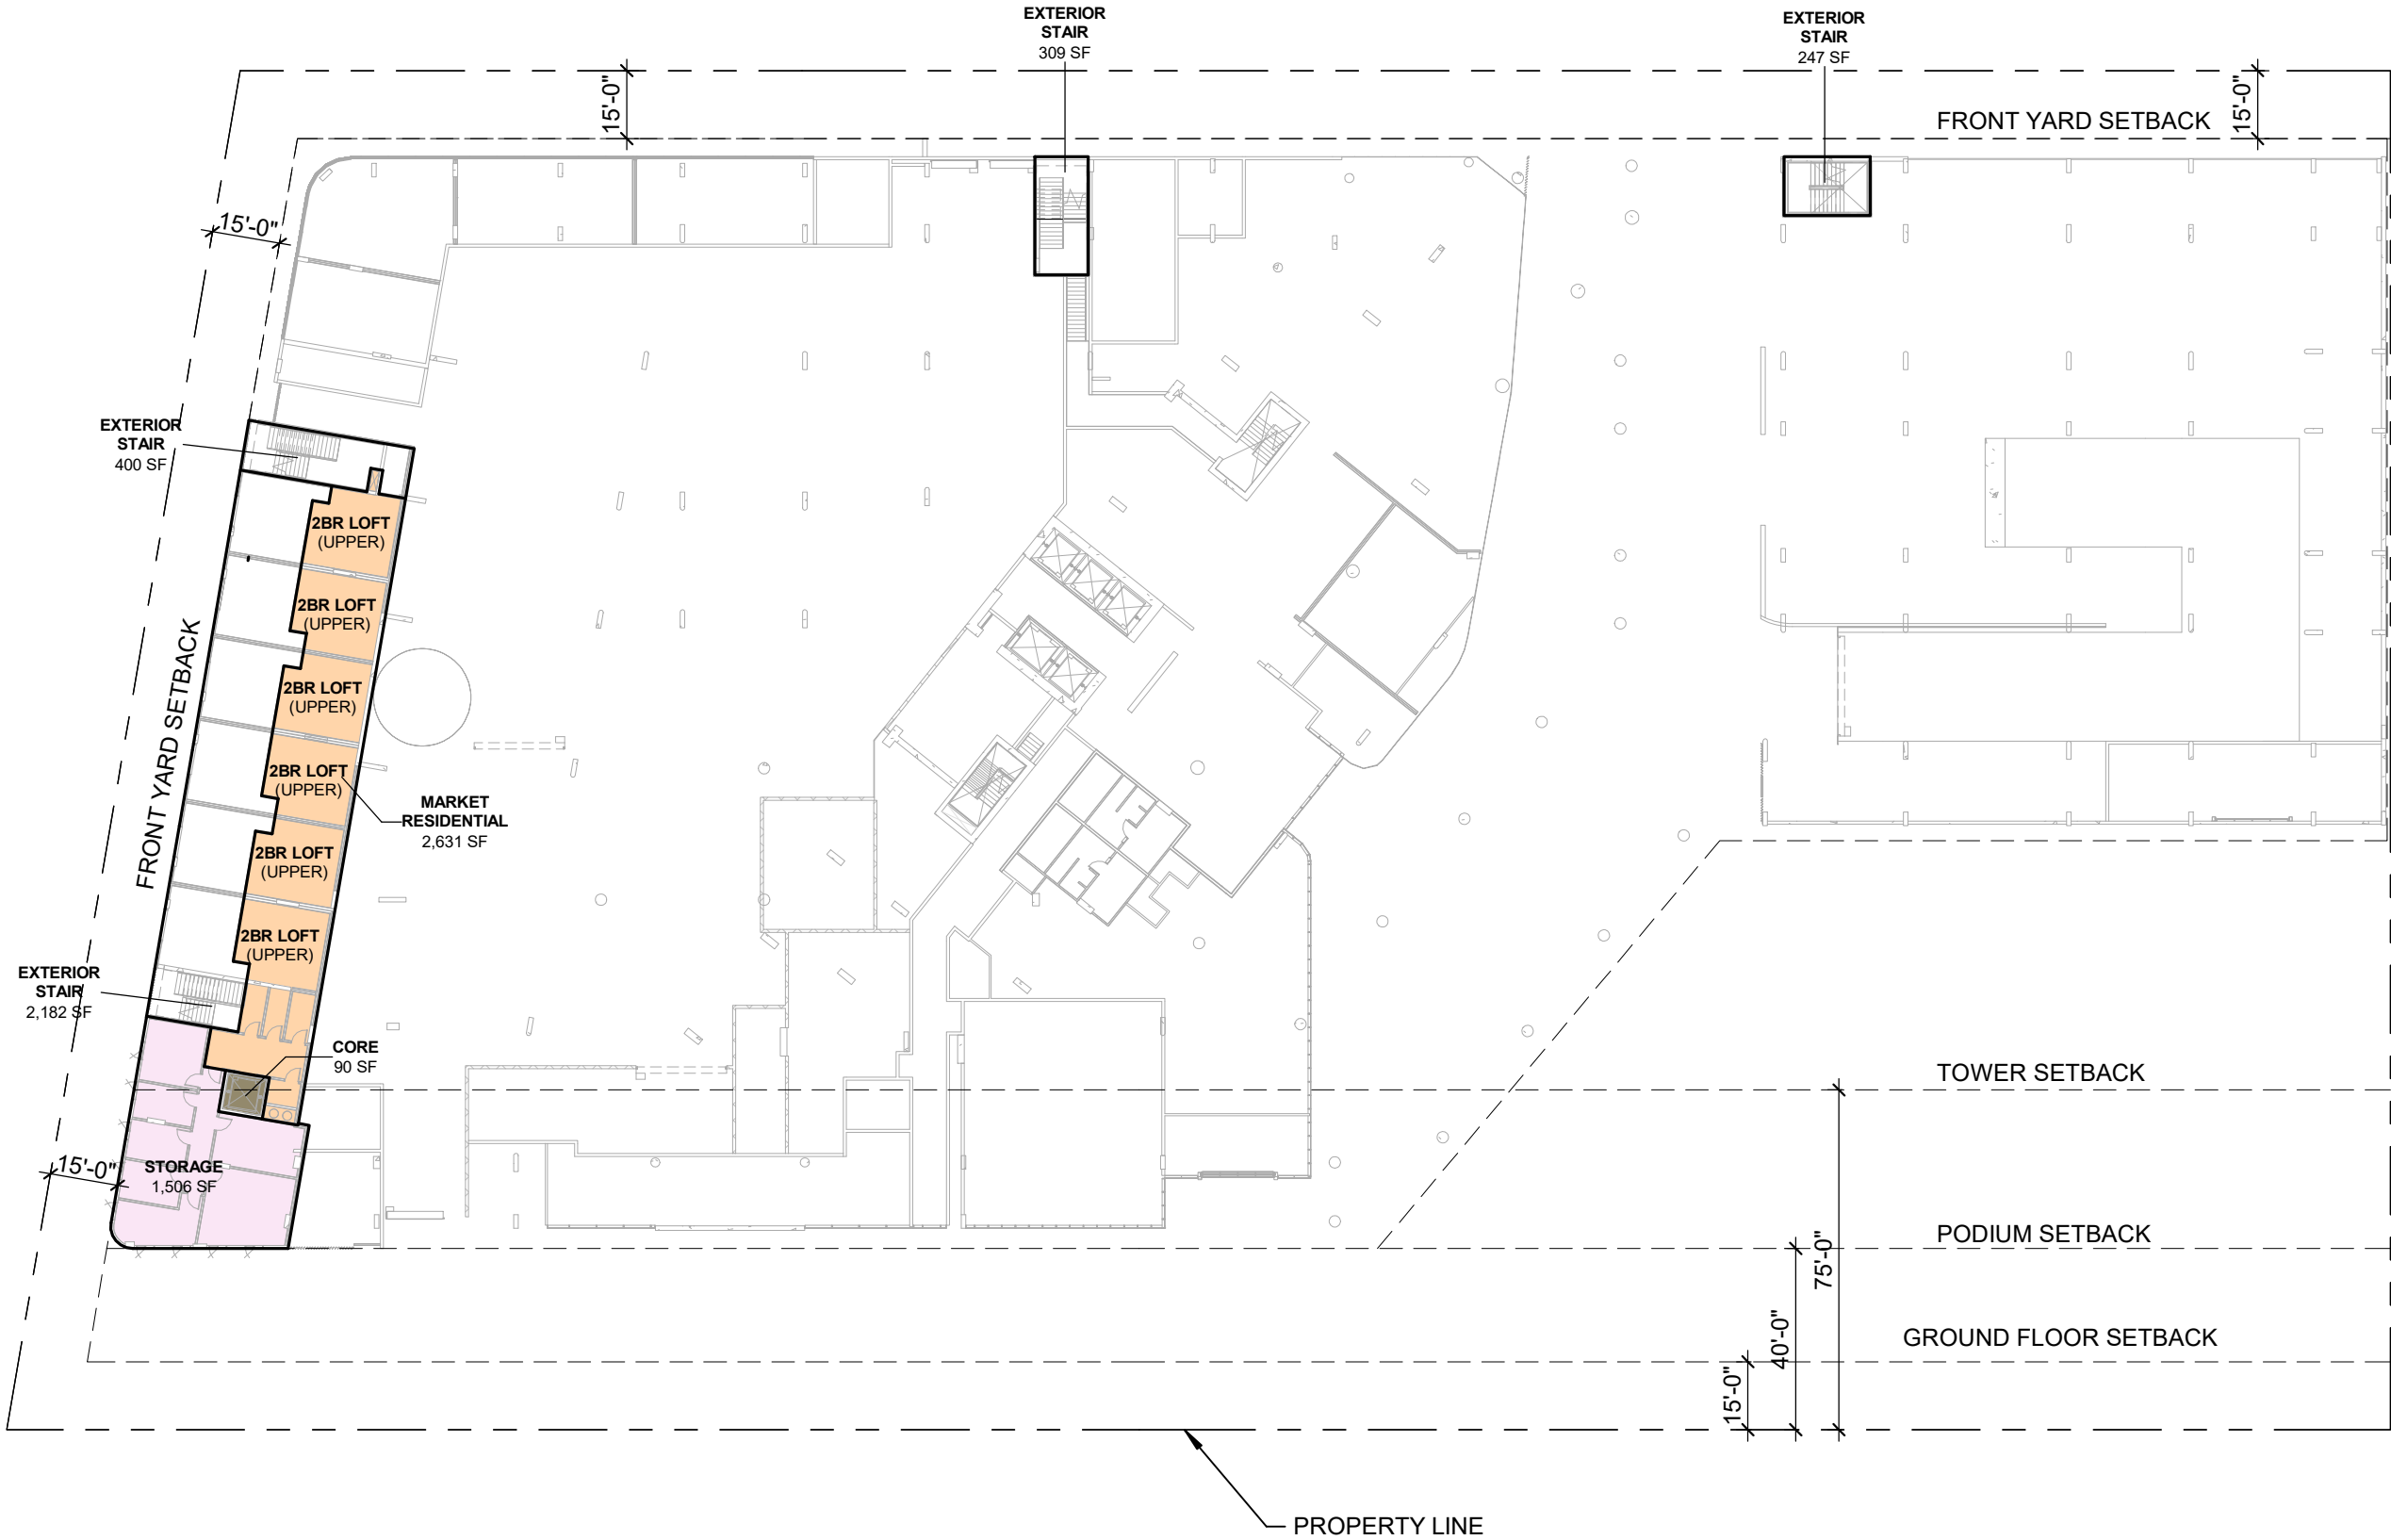 EXTERIOR
STAIR
309 SF
EXTERIOR
STAIR
247 SF
15'-0"
15'-0"
FRONT YARD SETBACK
15'-0"
EXTERIOR
STAIR
400 SF
2BR LOFT
(UPPER)
2BR LOFT
(UPPER)
2BR LOFT
(UPPER)
2BR LOFT
(UPPER)
2BR LOFT
(UPPER)
2BR LOFT
(UPPER)
FRONT YARD SETBACK
MARKET
RESIDENTIAL
2,631 SF
EXTERIOR
STAIR
2,182 SF
CORE
90 SF
STORAGE
1,506 SF
15'-0"
TOWER SETBACK
PODIUM SETBACK
GROUND FLOOR SETBACK
75'-0"
40'-0"
15'-0"
PROPERTY LINE